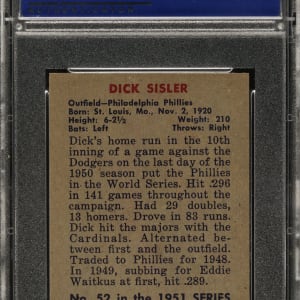 DICK SISLER
Outfield—Philadelphia Phillies
Born: St. Louis, Mo., Nov. 2, 1920
Height: 6-2½ Weight: 210
Bats: Left Throws: Right
Dick's home run in the 10th
inning of a game against the
Dodgers on the last day of the
1950 season put the Phillies
in the World Series. Hit .296
in 141 games throughout the
campaign. Had 29 doubles,
13 homers. Drove in 83 runs.
Dick hit the majors with the
Cardinals. Alternated be-
tween first and the outfield.
Traded to Phillies for 1948.
In 1949, subbing for Eddie
Waitkus at first, hit .289.
No. 52 in the 1951 SERIES